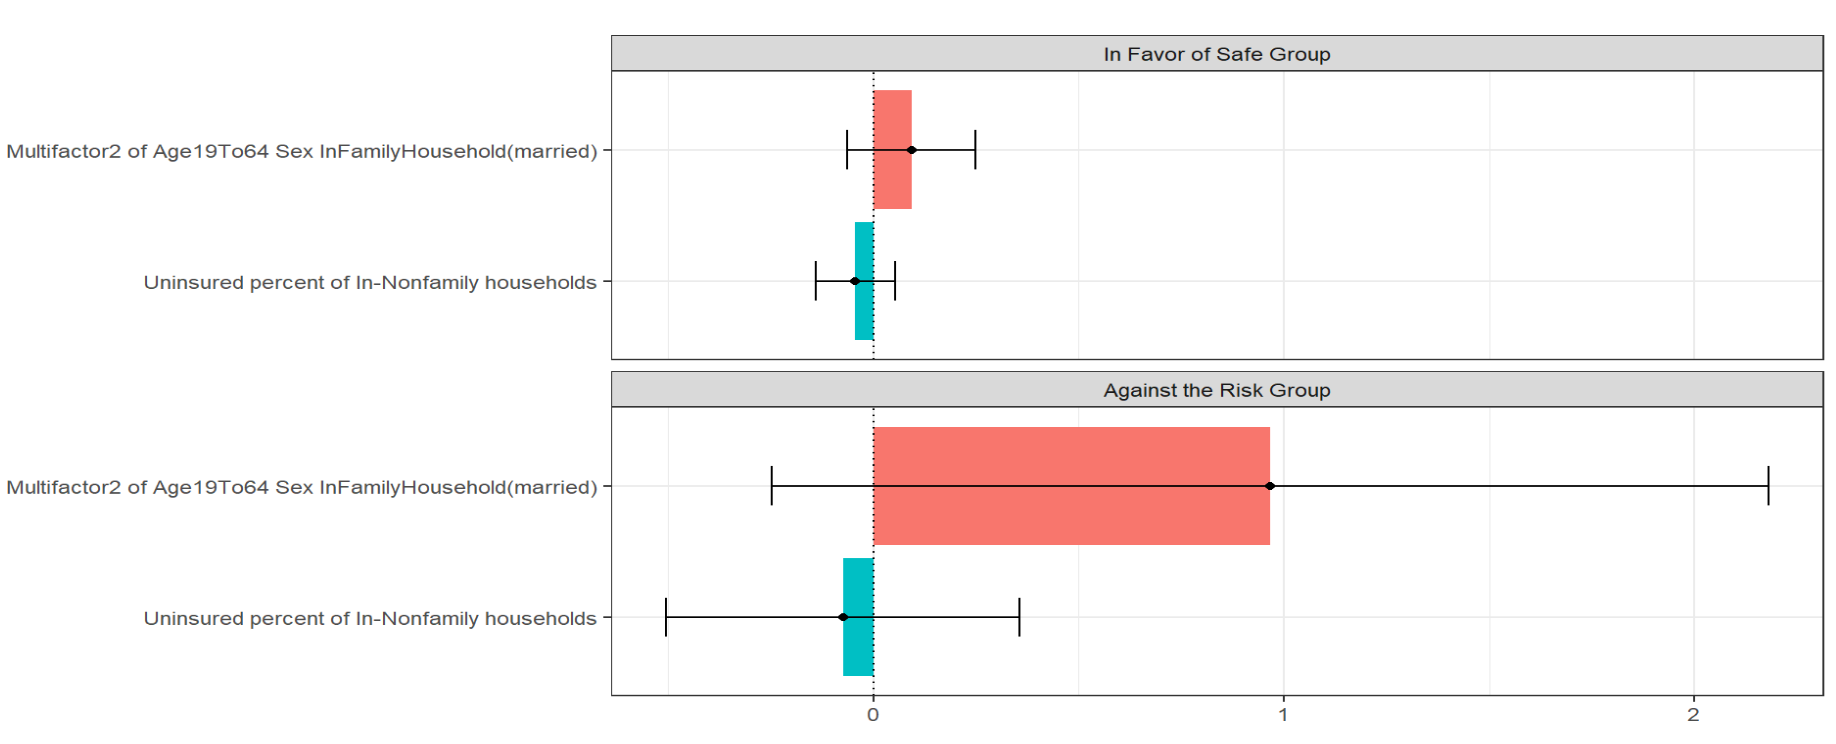 In Favor of Safe Group
Multifactor2 of Age19To64 Sex InFamilyHousehold(married)
Uninsured percent of In-Nonfamily households
Against the Risk Group
Multifactor2 of Age19To64 Sex InFamilyHousehold(married)
Uninsured percent of In-Nonfamily households
0 1 2